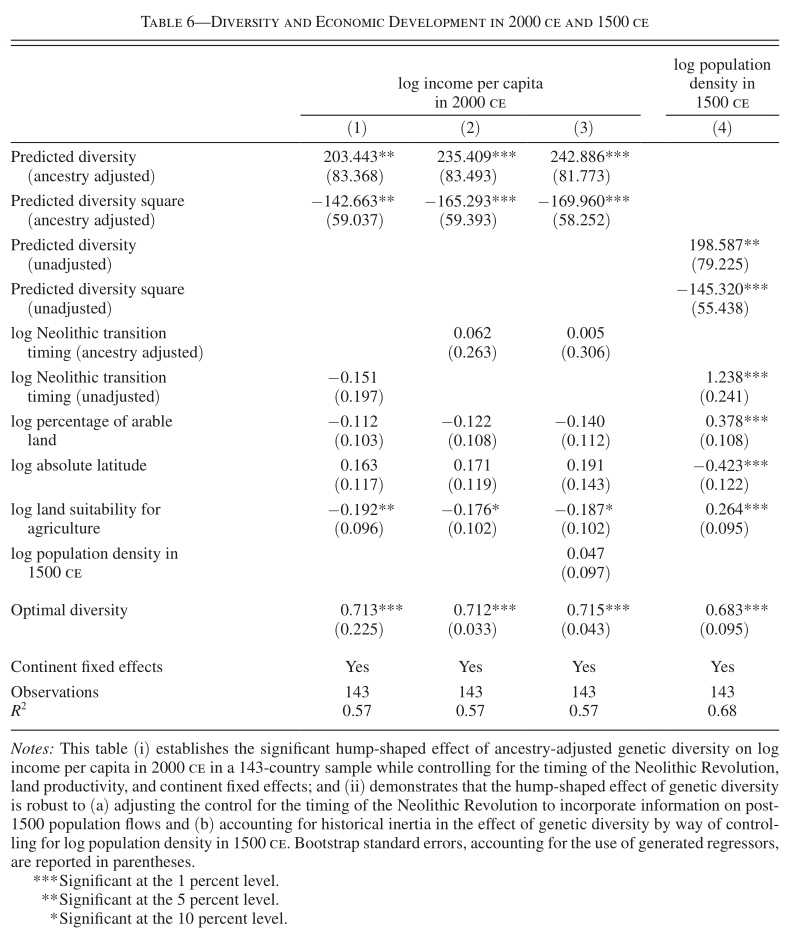 TABLE 6—DIVERSITY AND ECONOMIC DEVELOPMENT IN 2000 CE AND 1500 CE
log income per capita
in 2000 CE
log population
density in
1500 CE
(1) (2) (3) (4)
Predicted diversity 203.443** 235.409*** 242.886***
(ancestry adjusted) (83.368) (83.493) (81.773)
Predicted diversity square −142.663** −165.293*** −169.960***
(ancestry adjusted) (59.037) (59.393) (58.252)
Predicted diversity 198.587**
(unadjusted) (79.225)
Predicted diversity square −145.320***
(unadjusted) (55.438)
log Neolithic transition 0.062 0.005
timing (ancestry adjusted) (0.263) (0.306)
log Neolithic transition −0.151 1.238***
timing (unadjusted) (0.197) (0.241)
log percentage of arable −0.112 −0.122 −0.140 0.378***
land (0.103) (0.108) (0.112) (0.108)
log absolute latitude 0.163 0.171 0.191 −0.423***
(0.117) (0.119) (0.143) (0.122)
log land suitability for −0.192** −0.176* −0.187* 0.264***
agriculture (0.096) (0.102) (0.102) (0.095)
log population density in 0.047
1500 CE (0.097)
Optimal diversity 0.713*** 0.712*** 0.715*** 0.683***
(0.225) (0.033) (0.043) (0.095)
Continent fixed effects Yes Yes Yes Yes
Observations 143 143 143 143
R2 0.57 0.57 0.57 0.68
Notes: This table (i) establishes the significant hump-shaped effect of ancestry-adjusted genetic diversity on log
income per capita in 2000 CE in a 143-country sample while controlling for the timing of the Neolithic Revolution,
land productivity, and continent fixed effects; and (ii) demonstrates that the hump-shaped effect of genetic diversity
is robust to (a) adjusting the control for the timing of the Neolithic Revolution to incorporate information on post-
1500 population flows and (b) accounting for historical inertia in the effect of genetic diversity by way of control-
ling for log population density in 1500 CE. Bootstrap standard errors, accounting for the use of generated regressors,
are reported in parentheses.
***Significant at the 1 percent level.
**Significant at the 5 percent level.
*Significant at the 10 percent level.